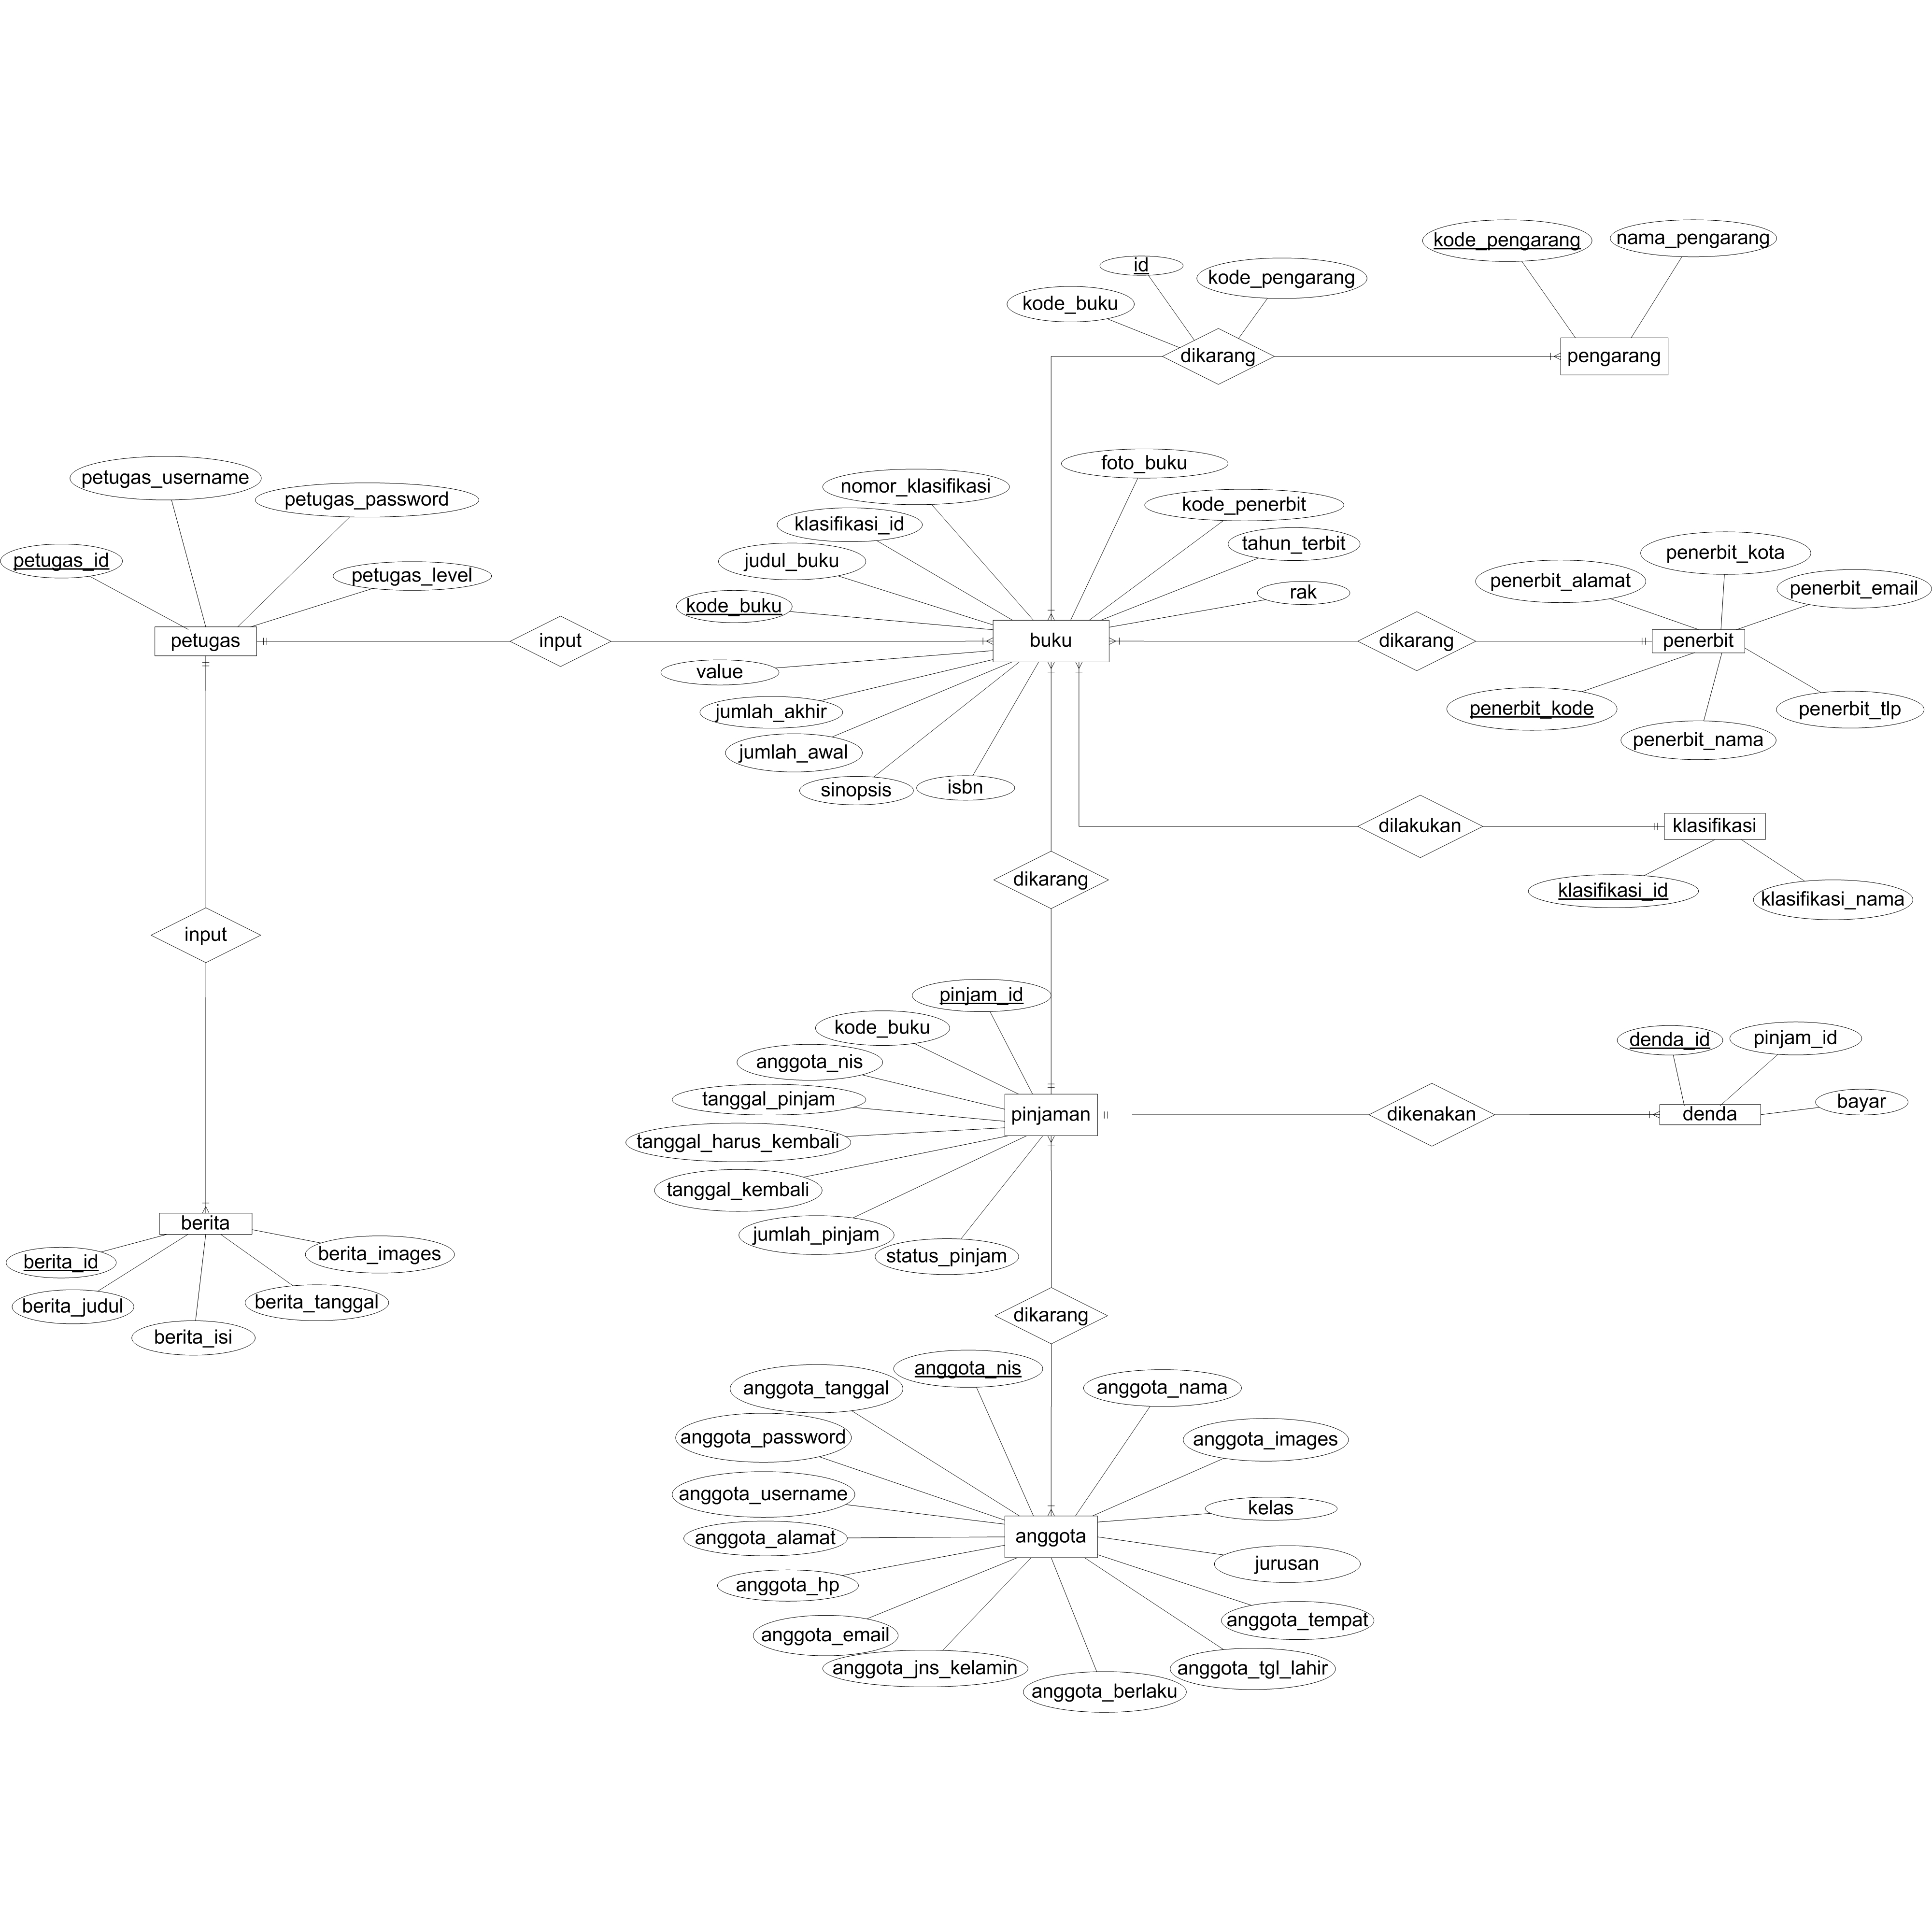 kode_pengarang
nama_pengarang
id
kode_pengarang
kode_buku
dikarang
pengarang
foto_buku
petugas_username
nomor_klasifikasi
petugas_password
kode_penerbit
klasifikasi_id
tahun_terbit
penerbit_kota
petugas_id
judul_buku
petugas_level
penerbit_alamat
penerbit_email
rak
kode_buku
petugas
input
buku
dikarang
penerbit
value
jumlah_akhir
penerbit_kode
penerbit_tlp
penerbit_nama
jumlah_awal
sinopsis
isbn
dilakukan
klasifikasi
dikarang
klasifikasi_id
klasifikasi_nama
input
pinjam_id
kode_buku
denda_id
pinjam_id
anggota_nis
tanggal_pinjam
bayar
pinjaman
dikenakan
denda
tanggal_harus_kembali
tanggal_kembali
berita
jumlah_pinjam
berita_images
status_pinjam
berita_id
berita_tanggal
berita_judul
dikarang
berita_isi
anggota_nis
anggota_tanggal
anggota_nama
anggota_password
anggota_images
anggota_username
kelas
anggota_alamat
anggota
jurusan
anggota_hp
anggota_tempat
anggota_email
anggota_jns_kelamin
anggota_tgl_lahir
anggota_berlaku